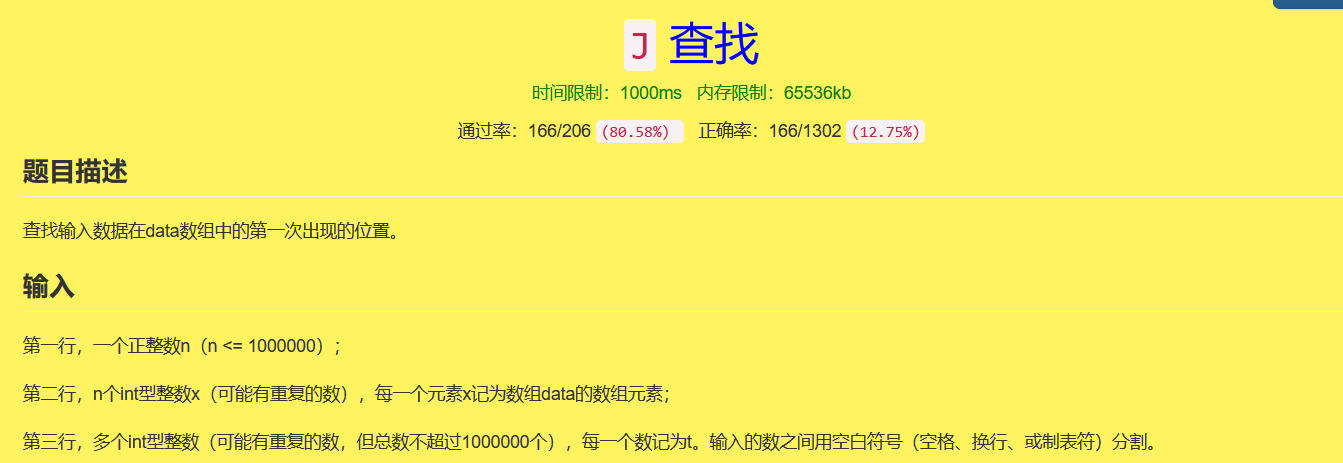 J 查找
时间限制：1000ms 内存限制：65536kb
通过率：166/206 (80.58%) 正确率：166/1302 (12.75%)
题目描述
查找输入数据在data数组中的第一次出现的位置。
输入
第一行，一个正整数n（n <= 1000000）；
第二行，n个int型整数x（可能有重复的数），每一个元素x记为数组data的数组元素；
第三行，多个int型整数（可能有重复的数，但总数不超过1000000个），每一个数记为t。输入的数之间用空白符号（空格、换行、或制表符）分割。